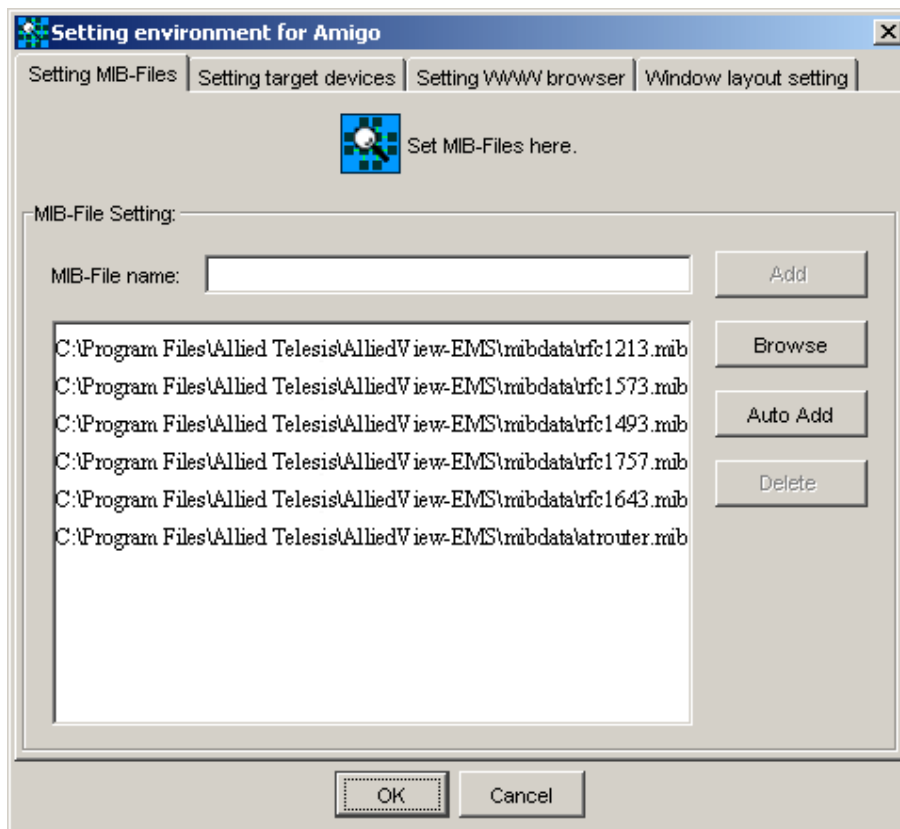 Setting environment for Amigo
Setting MIB-Files Setting target devices Setting WWW browser Window layout setting
Set MIB-Files here.
MIB-File Setting:
MIB-File name: Add
C:\Program Files\Allied Telesis\AlliedView-EMS\mibdata\rfc1213.mib
Browse
C:\Program Files\Allied Telesis\AlliedView-EMS\mibdata\rfc1573.mib
C:\Program Files\Allied Telesis\AlliedView-EMS\mibdata\rfc1493.mib
Auto Add
C:\Program Files\Allied Telesis\AlliedView-EMS\mibdata\rfc1757.mib
C:\Program Files\Allied Telesis\AlliedView-EMS\mibdata\rfc1643.mib
Delete
C:\Program Files\Allied Telesis\AlliedView-EMS\mibdata\atrouter.mib
OK Cancel